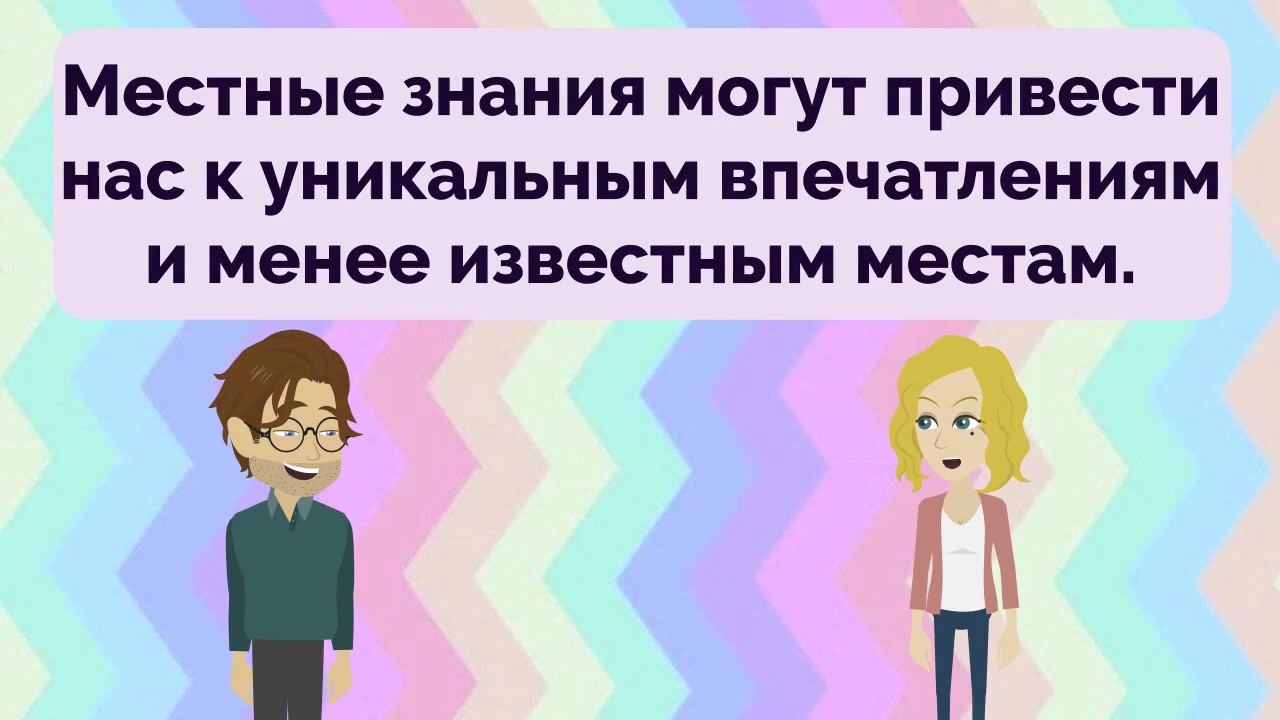 Местные знания могут привести
нас к уникальным впечатлениям
и менее известным местам.